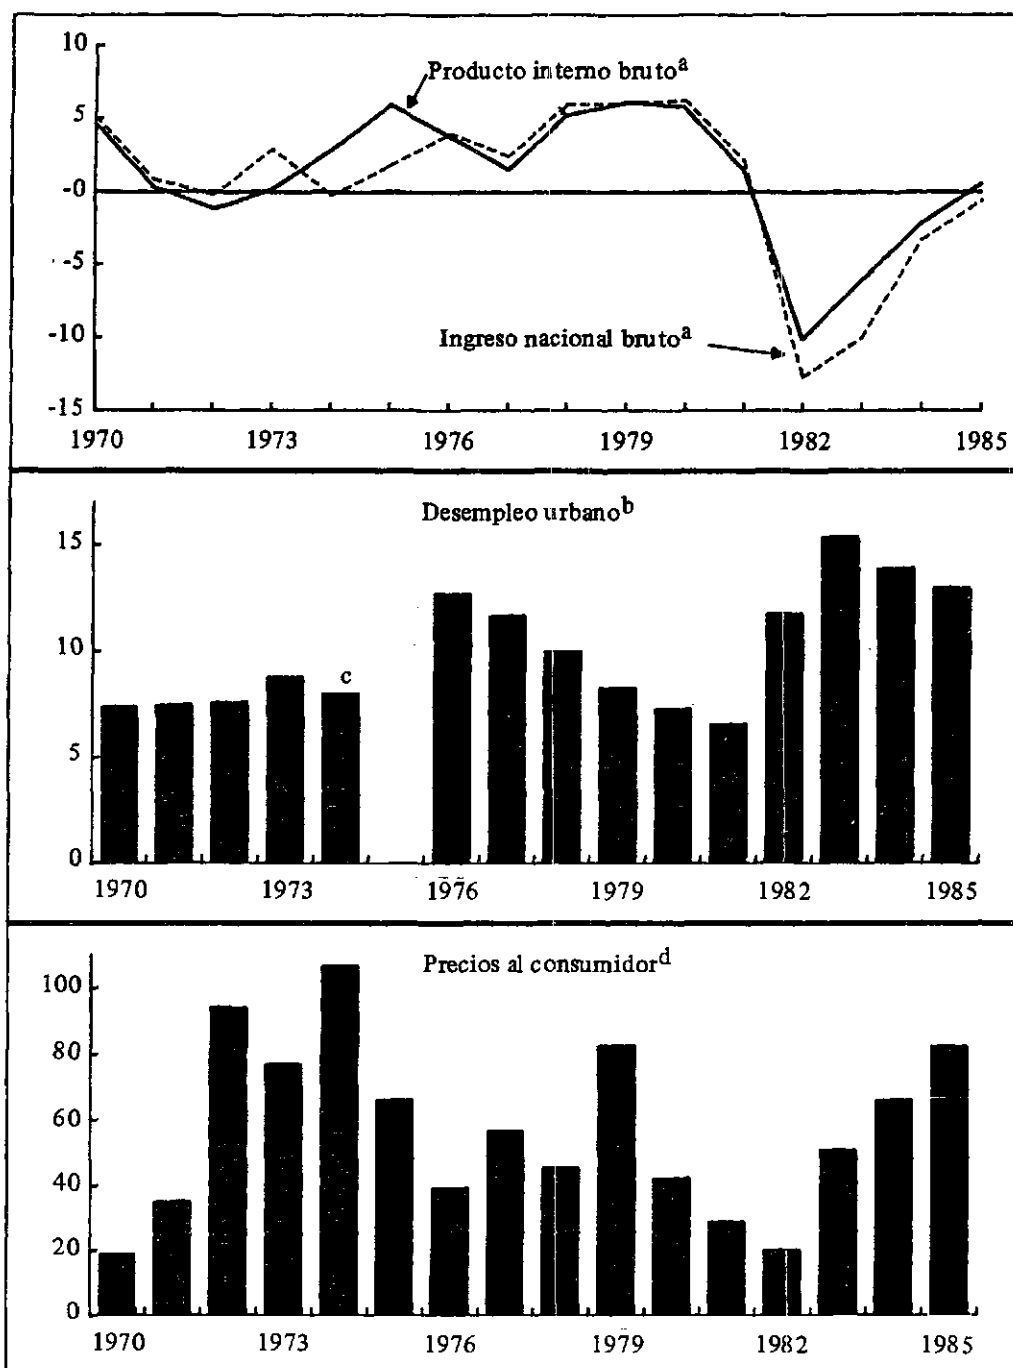 10
Producto interno bruto^a
5
-0
-5
Ingreso nacional bruto^a
-10
-15
1970 1973 1976 1979 1982 1985
Desempleo urbano^b
15
10
c
5
0
1970 1973 1976 1979 1982 1985
Precios al consumidor^d
100
80
60
40
20
0
1970 1973 1976 1979 1982 1985